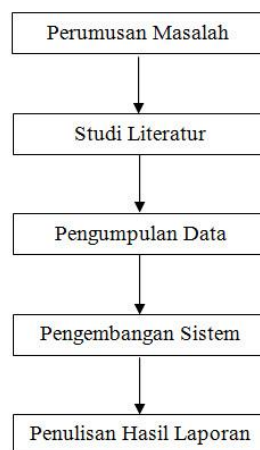 Perumusan Masalah
Studi Literatur
Pengumpulan Data
Pengembangan Sistem
Penulisan Hasil Laporan